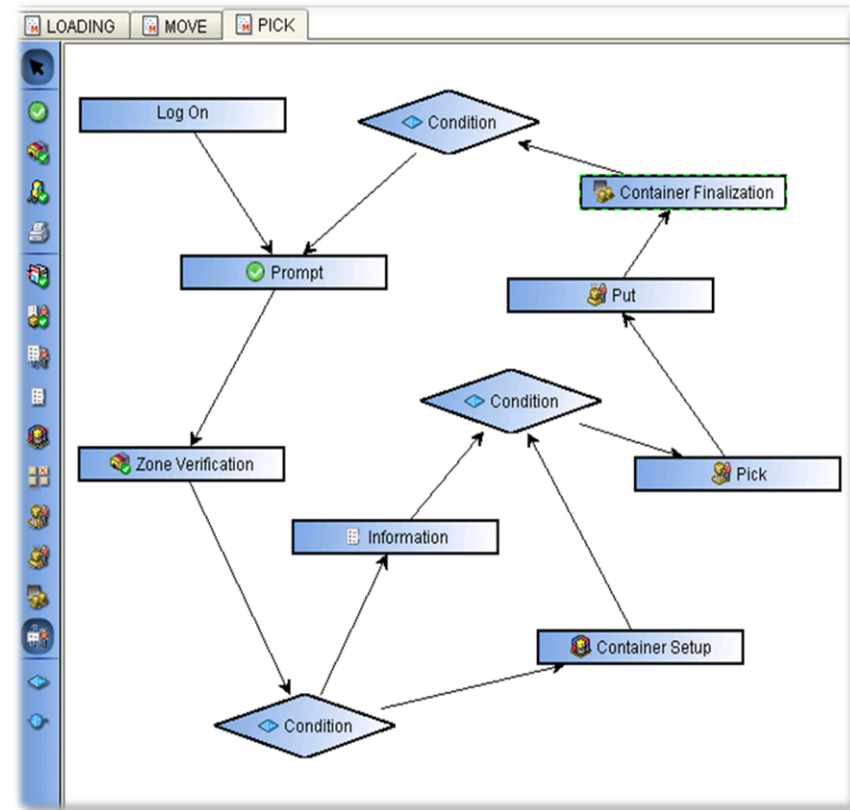 LOADING
MOVE
PICK
Log On
Condition
Container Finalization
Prompt
Put
Condition
Zone Verification
Pick
Information
Container Setup
Condition